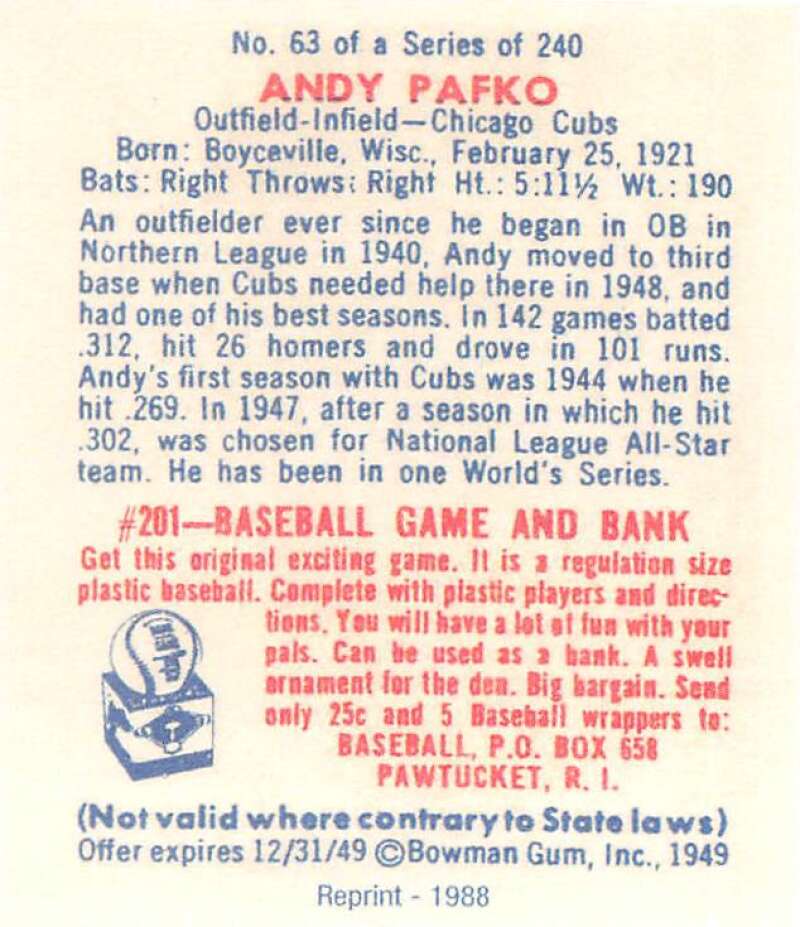 No. 63 of a Series of 240
ANDY PAFKO
Outfield-Infield—Chicago Cubs
Born: Boyceville, Wisc., February 25, 1921
Bats: Right Throws: Right Ht.: 5:11½ Wt.: 190
An outfielder ever since he began in OB in
Northern League in 1940, Andy moved to third
base when Cubs needed help there in 1948, and
had one of his best seasons. In 142 games batted
.312, hit 26 homers and drove in 101 runs.
Andy's first season with Cubs was 1944 when he
hit .269. In 1947, after a season in which he hit
.302, was chosen for National League All-Star
team. He has been in one World's Series.
#201—BASEBALL GAME AND BANK
Get this original exciting game. It is a regulation size
plastic baseball. Complete with plastic players and direc-
tions. You will have a lot of fun with your
pals. Can be used as a bank. A swell
ornament for the den. Big bargain. Send
only 25c and 5 Baseball wrappers to:
BASEBALL, P.O. BOX 658
PAWTUCKET, R. I.
(Not valid where contrary to State laws)
Offer expires 12/31/49 ©Bowman Gum, Inc., 1949
Reprint - 1988